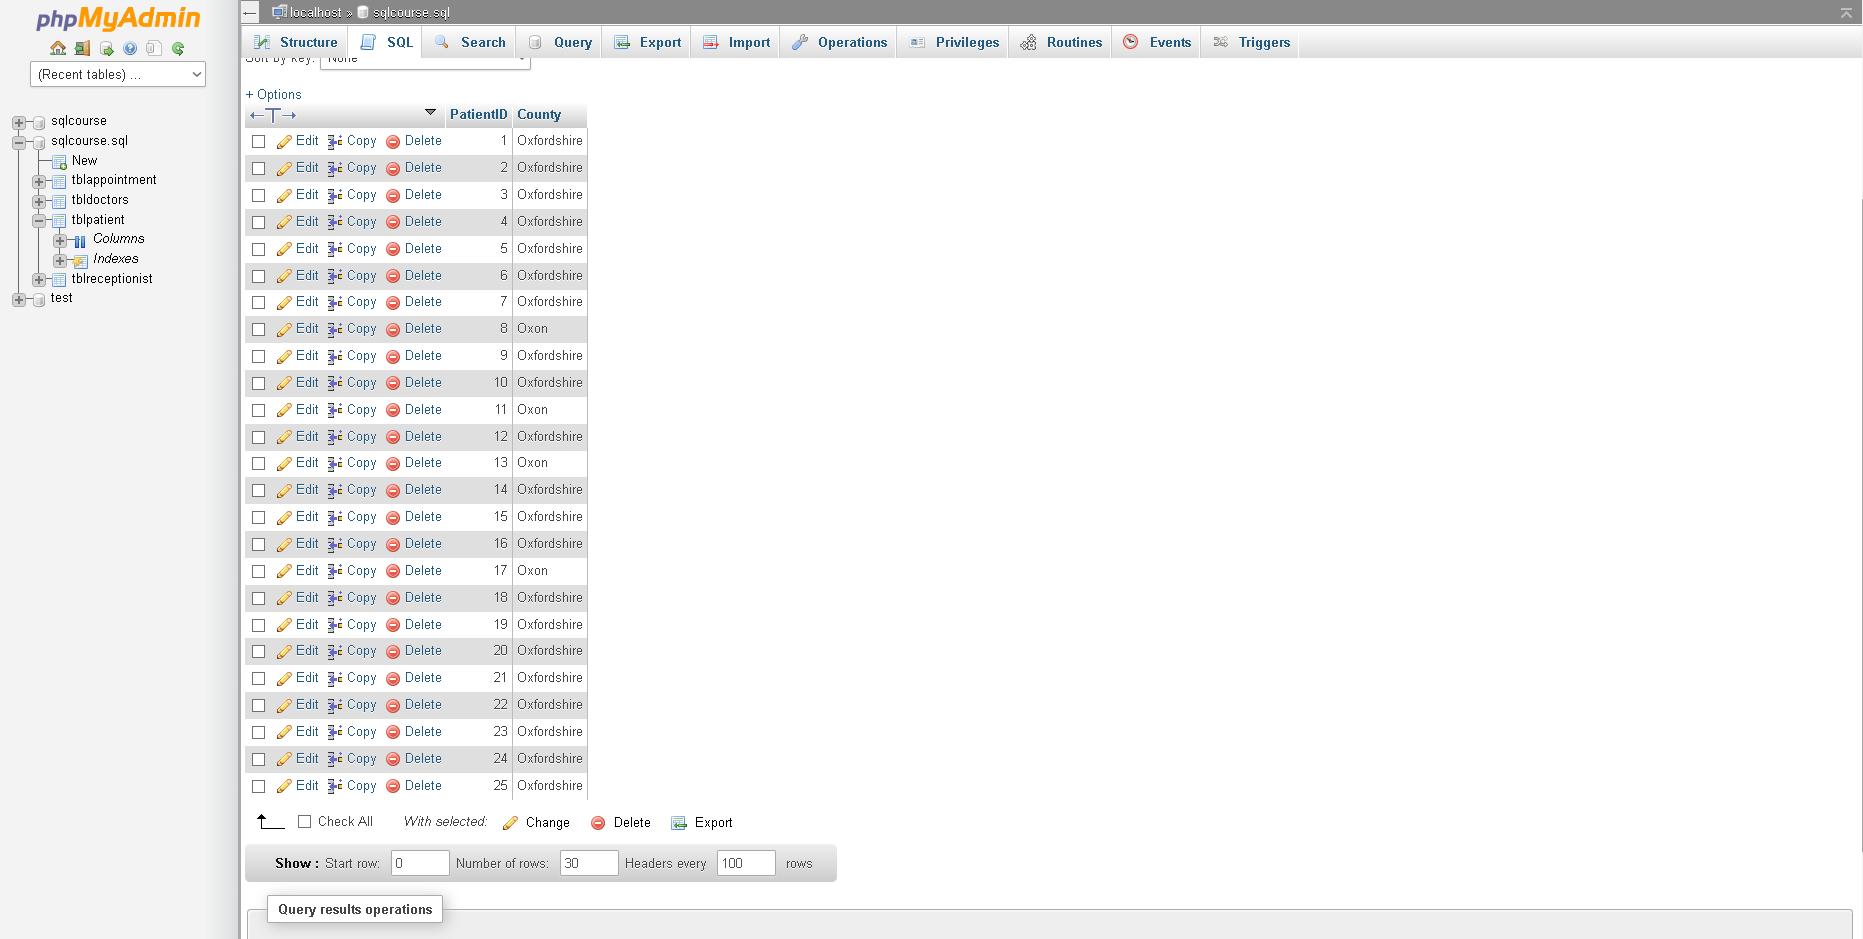 phpMyAdmin
(Recent tables) ...
sqlcourse
sqlcourse.sql
New
tblappointment
tbldoctors
tblpatient
Columns
Indexes
tblreceptionist
test
localhost » sqlcourse.sql
Structure SQL Search Query Export Import Operations Privileges Routines Events Triggers
Sort by key: None
+ Options
PatientID County
Edit Copy Delete 1 Oxfordshire
Edit Copy Delete 2 Oxfordshire
Edit Copy Delete 3 Oxfordshire
Edit Copy Delete 4 Oxfordshire
Edit Copy Delete 5 Oxfordshire
Edit Copy Delete 6 Oxfordshire
Edit Copy Delete 7 Oxfordshire
Edit Copy Delete 8 Oxon
Edit Copy Delete 9 Oxfordshire
Edit Copy Delete 10 Oxfordshire
Edit Copy Delete 11 Oxon
Edit Copy Delete 12 Oxfordshire
Edit Copy Delete 13 Oxon
Edit Copy Delete 14 Oxfordshire
Edit Copy Delete 15 Oxfordshire
Edit Copy Delete 16 Oxfordshire
Edit Copy Delete 17 Oxon
Edit Copy Delete 18 Oxfordshire
Edit Copy Delete 19 Oxfordshire
Edit Copy Delete 20 Oxfordshire
Edit Copy Delete 21 Oxfordshire
Edit Copy Delete 22 Oxfordshire
Edit Copy Delete 23 Oxfordshire
Edit Copy Delete 24 Oxfordshire
Edit Copy Delete 25 Oxfordshire
Check All With selected: Change Delete Export
Show : Start row: 0 Number of rows: 30 Headers every 100 rows
Query results operations